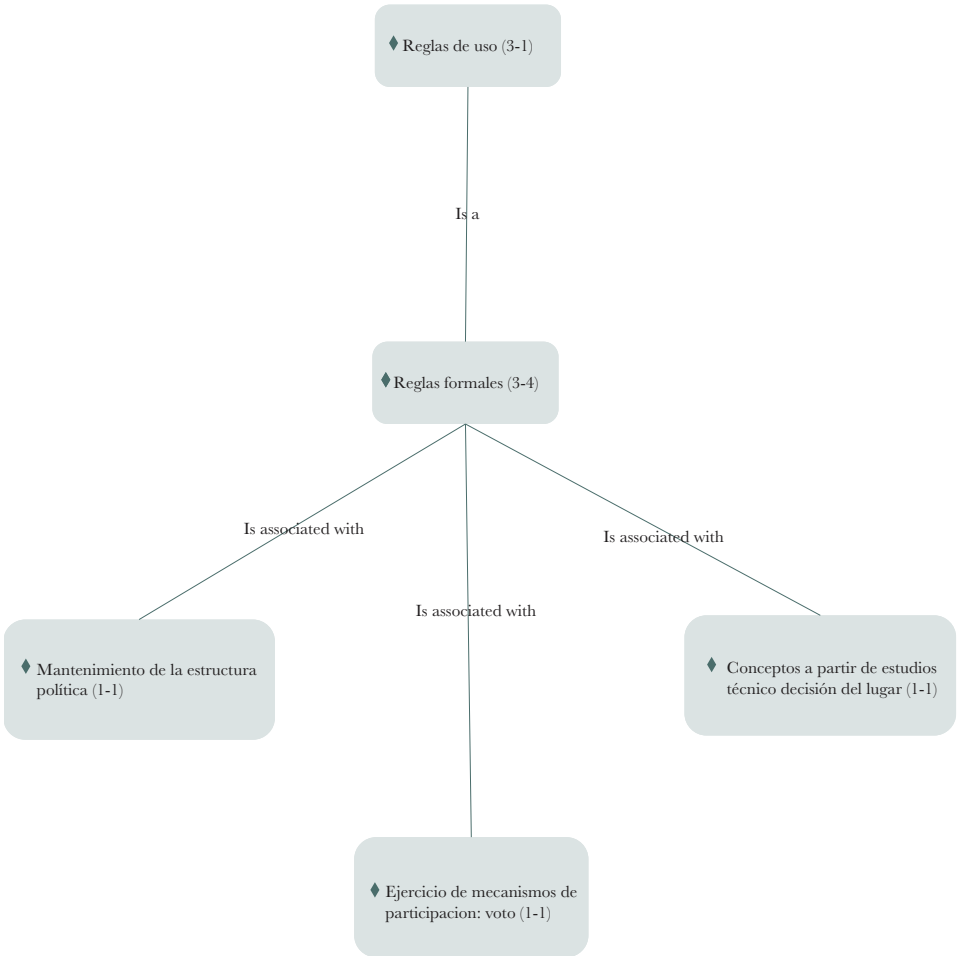 Reglas de uso (3-1)
Is a
Reglas formales (3-4)
Is associated with
Is associated with
Is associated with
Mantenimiento de la estructura
política (1-1)
Conceptos a partir de estudios
técnico decisión del lugar (1-1)
Ejercicio de mecanismos de
participacion: voto (1-1)